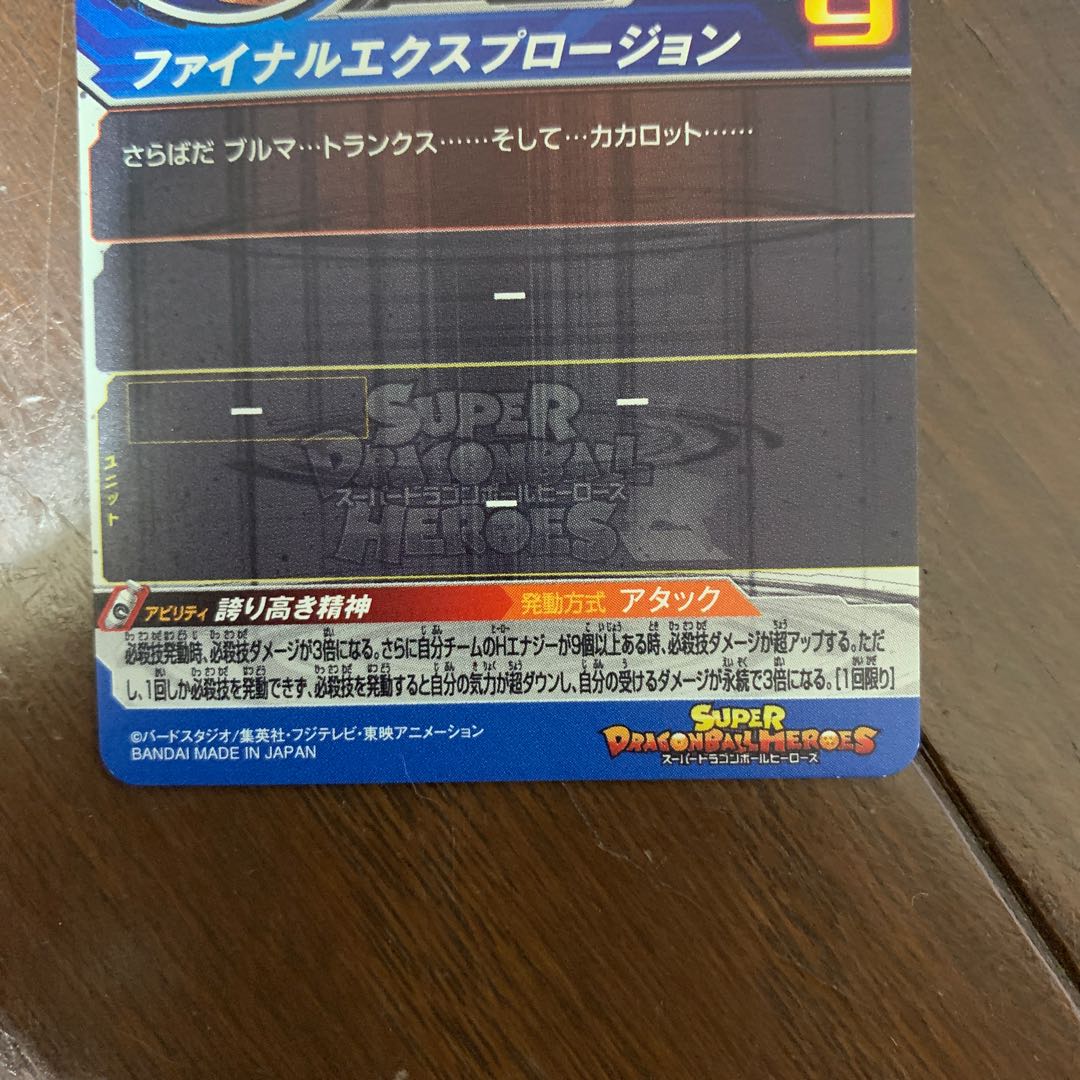 9
ファイナルエクスプロージョン
さらばだ ブルマ…トランクス……そして…カカロット……
ー
ー ー
SUPER
DRAGONBALL
スーパードラゴンボールヒーローズ
HEROES
ー
ユニット
アビリティ 誇り高き精神 発動方式 アタック
必殺技発動時、必殺技ダメージが3倍になる。さらに自分チームのHエナジーが9個以上ある時、必殺技ダメージが超アップする。ただ
し、1回しか必殺技を発動できず、必殺技を発動すると自分の気力が超ダウンし、自分の受けるダメージが永続で3倍になる。[1回限り]
©バードスタジオ/集英社・フジテレビ・東映アニメーション
BANDAI MADE IN JAPAN
SUPER
DRAGONBALL HEROES
スーパードラゴンボールヒーローズ